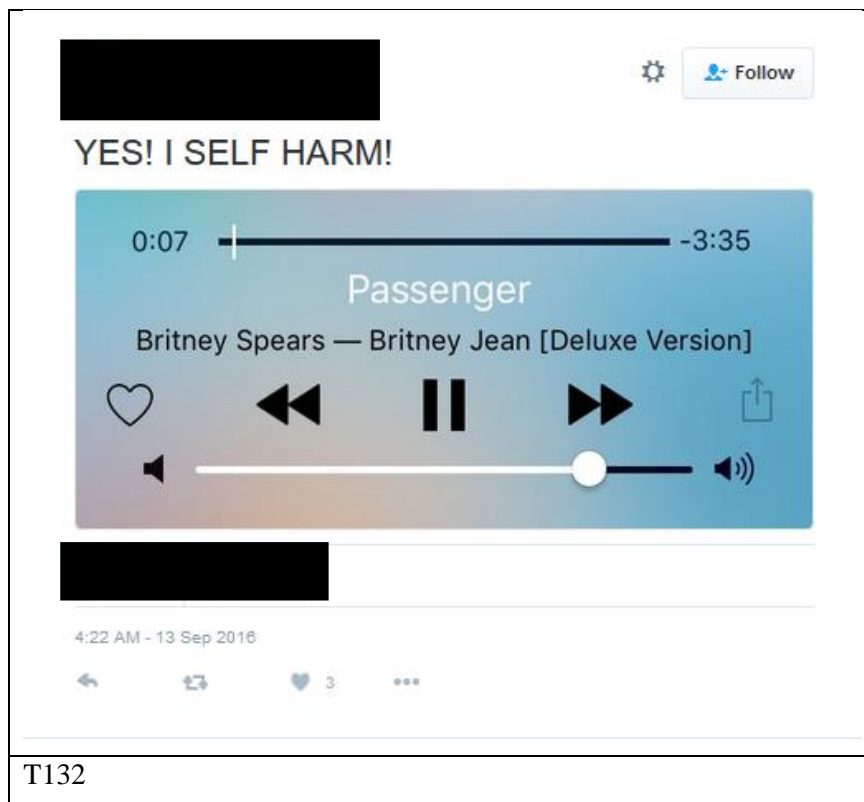 Follow
YES! I SELF HARM!
0:07 -3:35
Passenger
Britney Spears — Britney Jean [Deluxe Version]
4:22 AM - 13 Sep 2016
3
T132